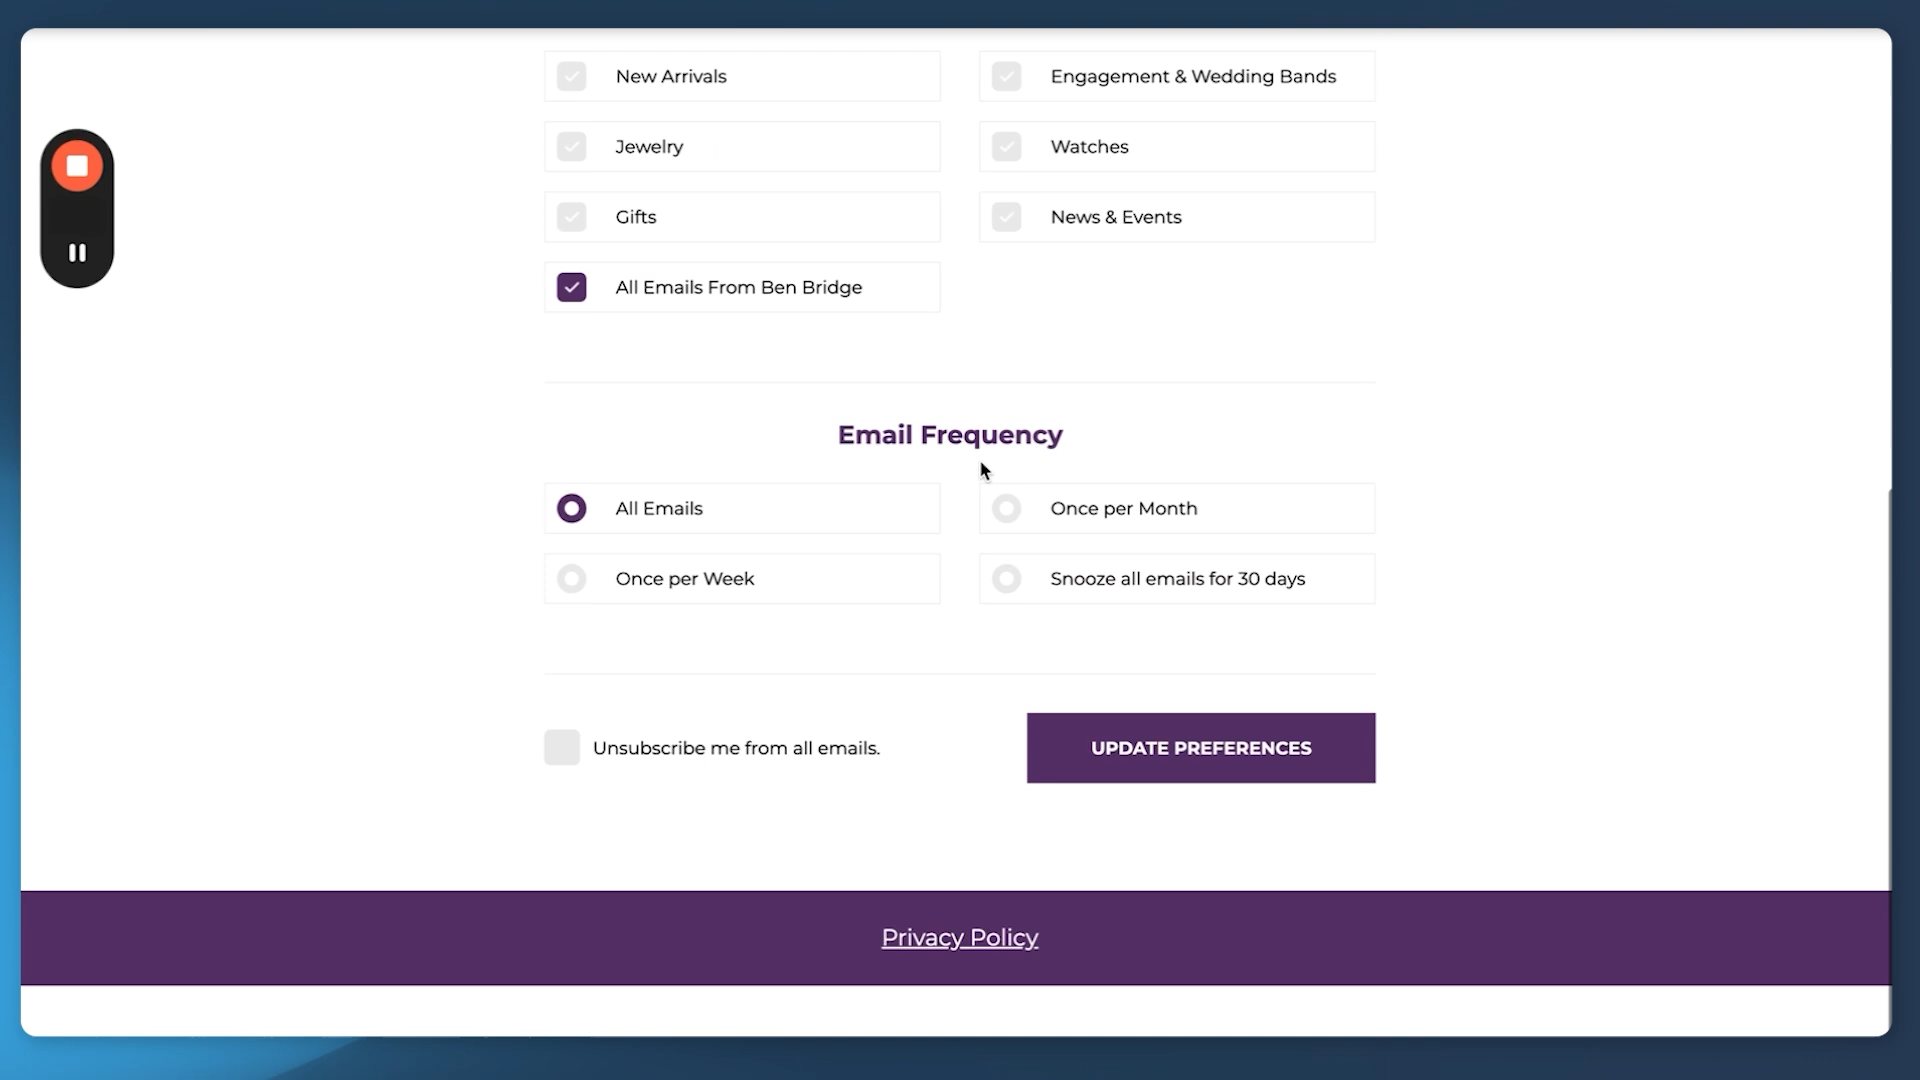 New Arrivals
Engagement & Wedding Bands
Jewelry
Watches
Gifts
News & Events
All Emails From Ben Bridge
Email Frequency
All Emails
Once per Month
Once per Week
Snooze all emails for 30 days
Unsubscribe me from all emails.
UPDATE PREFERENCES
Privacy Policy